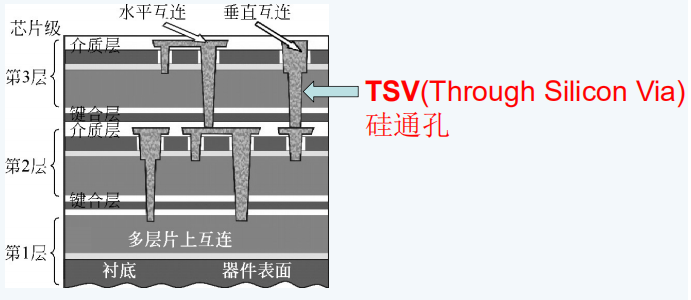 水平互连
垂直互连
芯片级
介质层
第3层
键合层
介质层
第2层
键合层
第1层
多层片上互连
衬底
器件表面
TSV(Through Silicon Via)
硅通孔